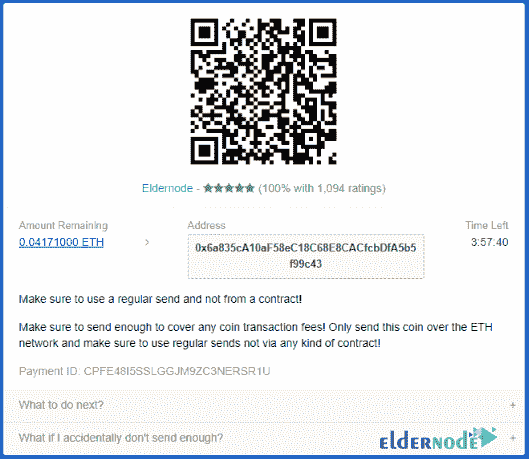 Eldernode - ★★★★★ (100% with 1,094 ratings)
Amount Remaining
Address
Time Left
0.04171000 ETH
0x6a835cA10aF58eC18C68E8CACfcbDfA5b5
f99c43
3:57:40
Make sure to use a regular send and not from a contract!
Make sure to send enough to cover any coin transaction fees! Only send this coin over the ETH
network and make sure to use regular sends not via any kind of contract!
Payment ID: CPFE48I5SSLGGJM9ZC3NERSR1U
What to do next? +
What if I accidentally don't send enough? +
eldernode